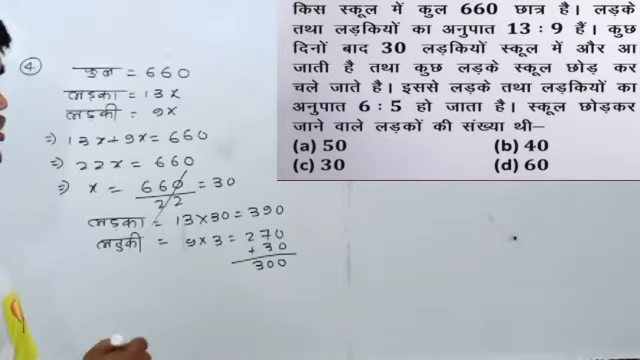 किस स्कूल में कुल 660 छात्र है। लड़के
तथा लड़कियों का अनुपात 13 : 9 हैं। कुछ
दिनों बाद 30 लड़कियों स्कूल में और आ
जाती है तथा कुछ लड़के स्कूल छोड़ कर
चले जाते है। इससे लड़के तथा लड़कियों का
अनुपात 6 : 5 हो जाता है। स्कूल छोड़कर
जाने वाले लड़कों की संख्या थी–
(a) 50 (b) 40
(c) 30 (d) 60
④ कुल = 660
लड़का = 13x
लड़की = 9x
⇒ 13x+9x=660
⇒ 22x = 660
⇒ x = 660/22 = 30
लड़का = 13×30=390
लड़की = 9×3=270
+30
300